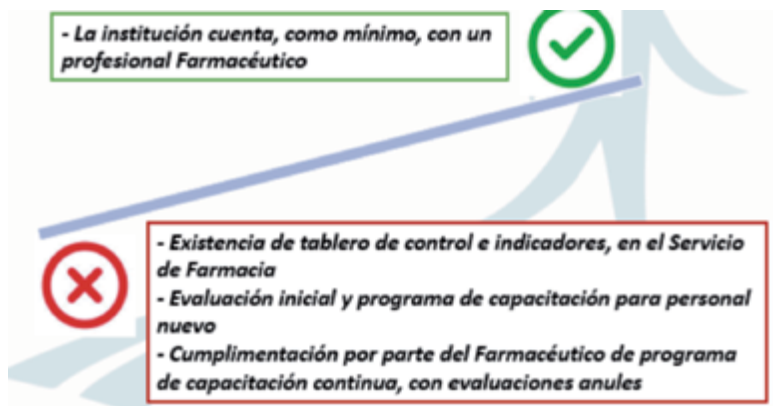 - La institución cuenta, como mínimo, con un
profesional Farmacéutico
- Existencia de tablero de control e indicadores, en el Servicio
de Farmacia
- Evaluación inicial y programa de capacitación para personal
nuevo
- Cumplimentación por parte del Farmacéutico de programa
de capacitación continua, con evaluaciones anules